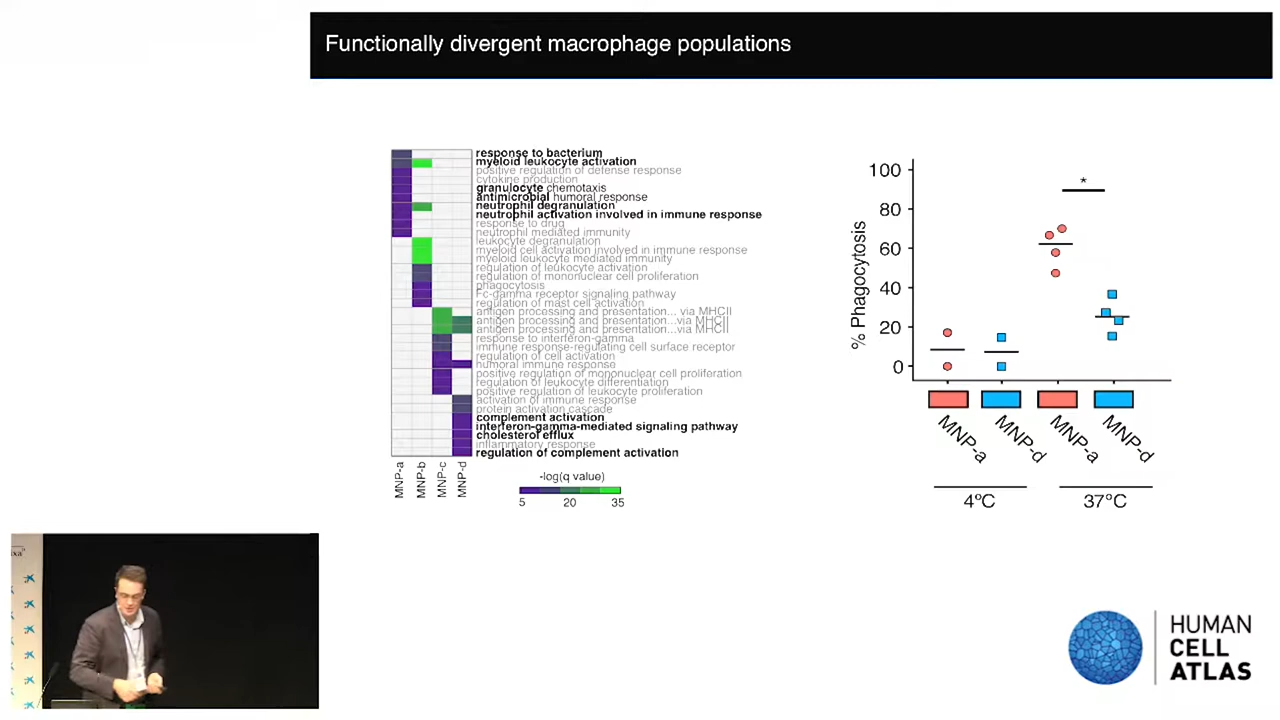 Functionally divergent macrophage populations
response to bacterium
myeloid leukocyte activation
positive regulation of defense response
cytokine production
granulocyte chemotaxis
antimicrobial humoral response
neutrophil degranulation
neutrophil activation involved in immune response
response to drug
neutrophil mediated immunity
leukocyte degranulation
myeloid cell activation involved in immune response
myeloid leukocyte mediated immunity
regulation of leukocyte activation
regulation of mononuclear cell proliferation
phagocytosis
Fc-gamma receptor signaling pathway
regulation of mast cell activation
antigen processing and presentation... via MHCII
antigen processing and presentation...via MHCII
antigen processing and presentation...via MHCII
response to interferon-gamma
immune response-regulating cell surface receptor
regulation of cell activation
humoral immune response
positive regulation of mononuclear cell proliferation
regulation of leukocyte differentiation
positive regulation of leukocyte proliferation
activation of immune response
protein activation cascade
complement activation
interferon-gamma-mediated signaling pathway
cholesterol efflux
inflammatory response
regulation of complement activation
MNP-a MNP-b MNP-c MNP-d
-log(q value)
5 20 35
% Phagocytosis
100
80
60
40
20
0
*
MNP-a MNP-d MNP-a MNP-d
4°C 37°C
HUMAN
CELL
ATLAS